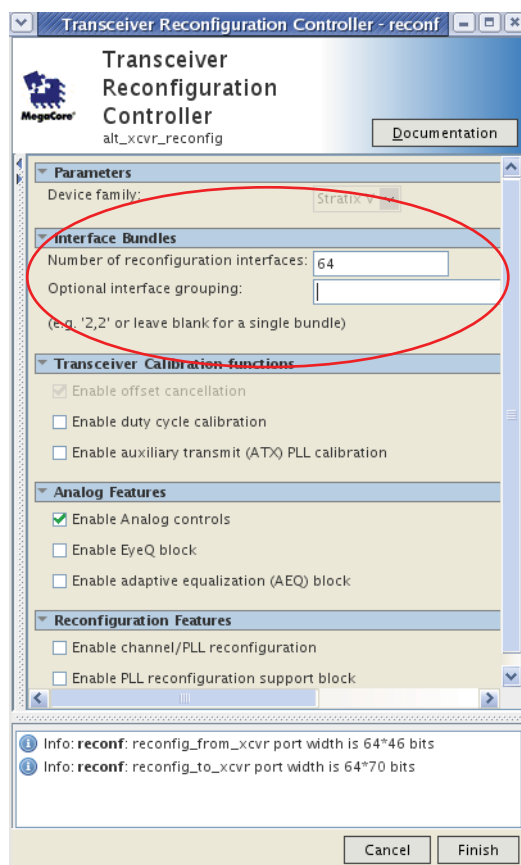 Transceiver Reconfiguration Controller - reconf
Transceiver
Reconfiguration
Controller
MegaCore®
alt_xcvr_reconfig
Documentation
Parameters
Device family:
Stratix V
Interface Bundles
Number of reconfiguration interfaces:
64
Optional interface grouping:
(e.g. '2,2' or leave blank for a single bundle)
Transceiver Calibration functions
Enable offset cancellation
Enable duty cycle calibration
Enable auxiliary transmit (ATX) PLL calibration
Analog Features
Enable Analog controls
Enable EyeQ block
Enable adaptive equalization (AEQ) block
Reconfiguration Features
Enable channel/PLL reconfiguration
Enable PLL reconfiguration support block
Info: reconf: reconfig_from_xcvr port width is 64*46 bits
Info: reconf: reconfig_to_xcvr port width is 64*70 bits
Cancel
Finish